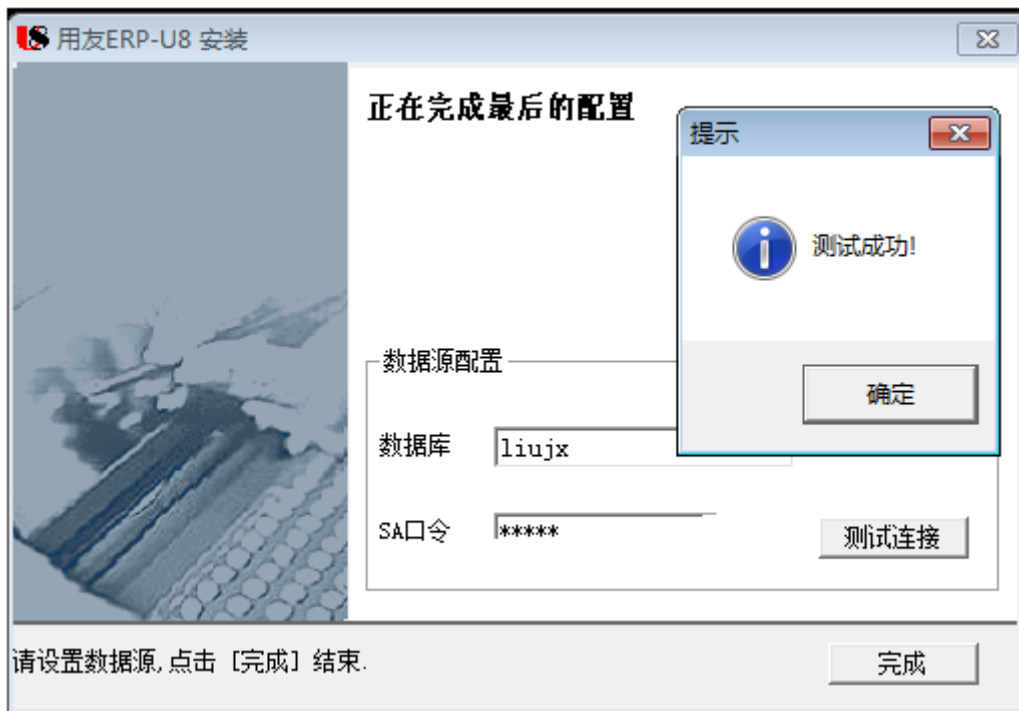 用友ERP-U8 安装
正在完成最后的配置
提示
测试成功!
确定
数据源配置
数据库 liujx
SA口令 *****
测试连接
请设置数据源,点击 [完成] 结束.
完成